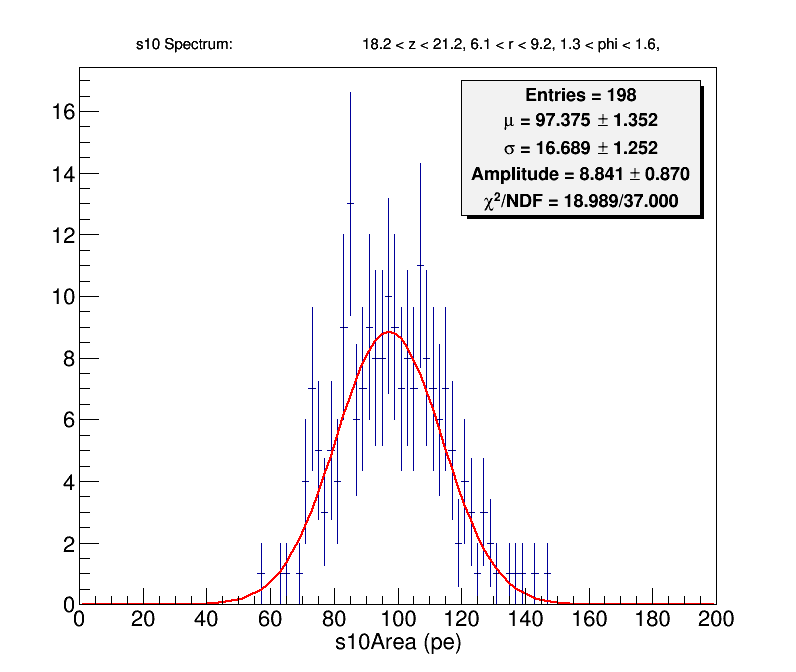 s10 Spectrum: 18.2 < z < 21.2, 6.1 < r < 9.2, 1.3 < phi < 1.6,
Entries = 198
μ = 97.375 ± 1.352
σ = 16.689 ± 1.252
Amplitude = 8.841 ± 0.870
χ²/NDF = 18.989/37.000
16
14
12
10
8
6
4
2
0
0 20 40 60 80 100 120 140 160 180 200
s10Area (pe)